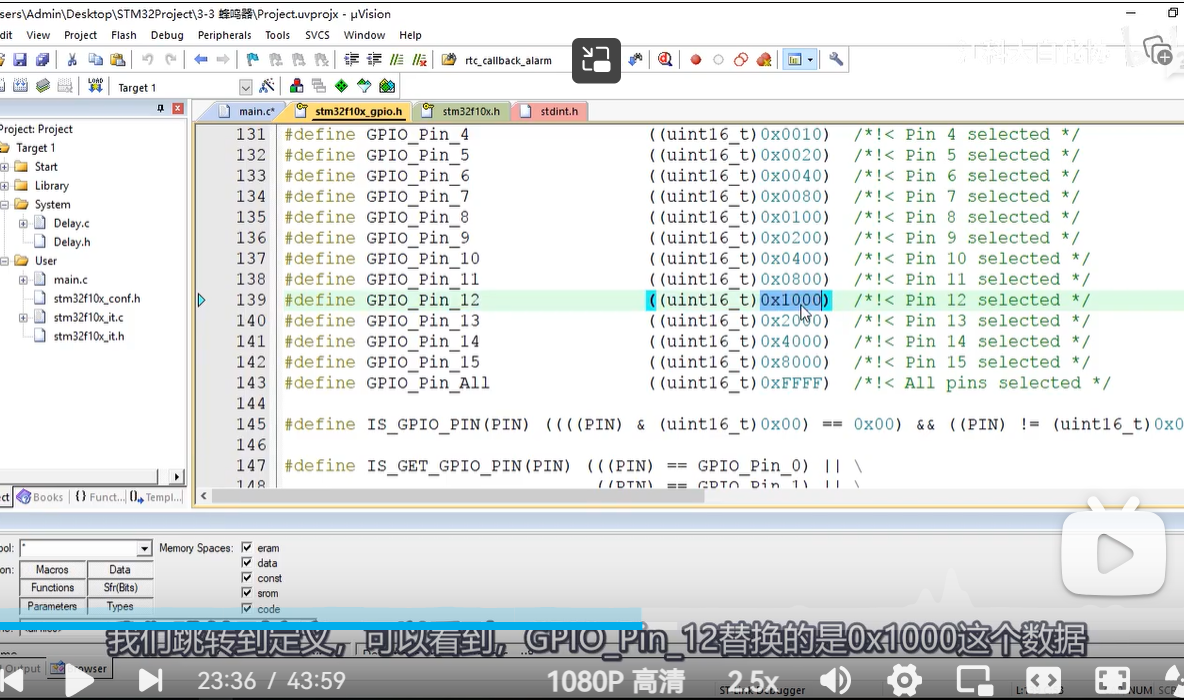 sers\Admin\Desktop\STM32Project\3-3 蜂鸣器\Project.uvprojx - µVision
dit View Project Flash Debug Peripherals Tools SVCS Window Help
rtc_callback_alarm
LOAD Target 1
main.c* stm32f10x_gpio.h stm32f10x.h stdint.h
Project: Project
Target 1
Start
Library
System
Delay.c
Delay.h
User
main.c
stm32f10x_conf.h
stm32f10x_it.c
stm32f10x_it.h
131 #define GPIO_Pin_4 ((uint16_t)0x0010) /*!< Pin 4 selected */
132 #define GPIO_Pin_5 ((uint16_t)0x0020) /*!< Pin 5 selected */
133 #define GPIO_Pin_6 ((uint16_t)0x0040) /*!< Pin 6 selected */
134 #define GPIO_Pin_7 ((uint16_t)0x0080) /*!< Pin 7 selected */
135 #define GPIO_Pin_8 ((uint16_t)0x0100) /*!< Pin 8 selected */
136 #define GPIO_Pin_9 ((uint16_t)0x0200) /*!< Pin 9 selected */
137 #define GPIO_Pin_10 ((uint16_t)0x0400) /*!< Pin 10 selected */
138 #define GPIO_Pin_11 ((uint16_t)0x0800) /*!< Pin 11 selected */
139 #define GPIO_Pin_12 ((uint16_t)0x1000) /*!< Pin 12 selected */
140 #define GPIO_Pin_13 ((uint16_t)0x2000) /*!< Pin 13 selected */
141 #define GPIO_Pin_14 ((uint16_t)0x4000) /*!< Pin 14 selected */
142 #define GPIO_Pin_15 ((uint16_t)0x8000) /*!< Pin 15 selected */
143 #define GPIO_Pin_All ((uint16_t)0xFFFF) /*!< All pins selected */
144
145 #define IS_GPIO_PIN(PIN) ((((PIN) & (uint16_t)0x00) == 0x00) && ((PIN) != (uint16_t)0x0
146
147 #define IS_GET_GPIO_PIN(PIN) (((PIN) == GPIO_Pin_0) || \
148 ((PIN) == GPIO_Pin_1) || \
ct Books {} Funct... Templ...
ool: * Memory Spaces: eram
on: Macros Data data
Functions Sfr(Bits) const
Parameters Types srom
code
我们跳转到定义，可以看到，GPIO_Pin_12替换的是0x1000这个数据
Output Browser
23:36 / 43:59 1080P 高清 2.5x
ST-Link Debugger NUM SCR